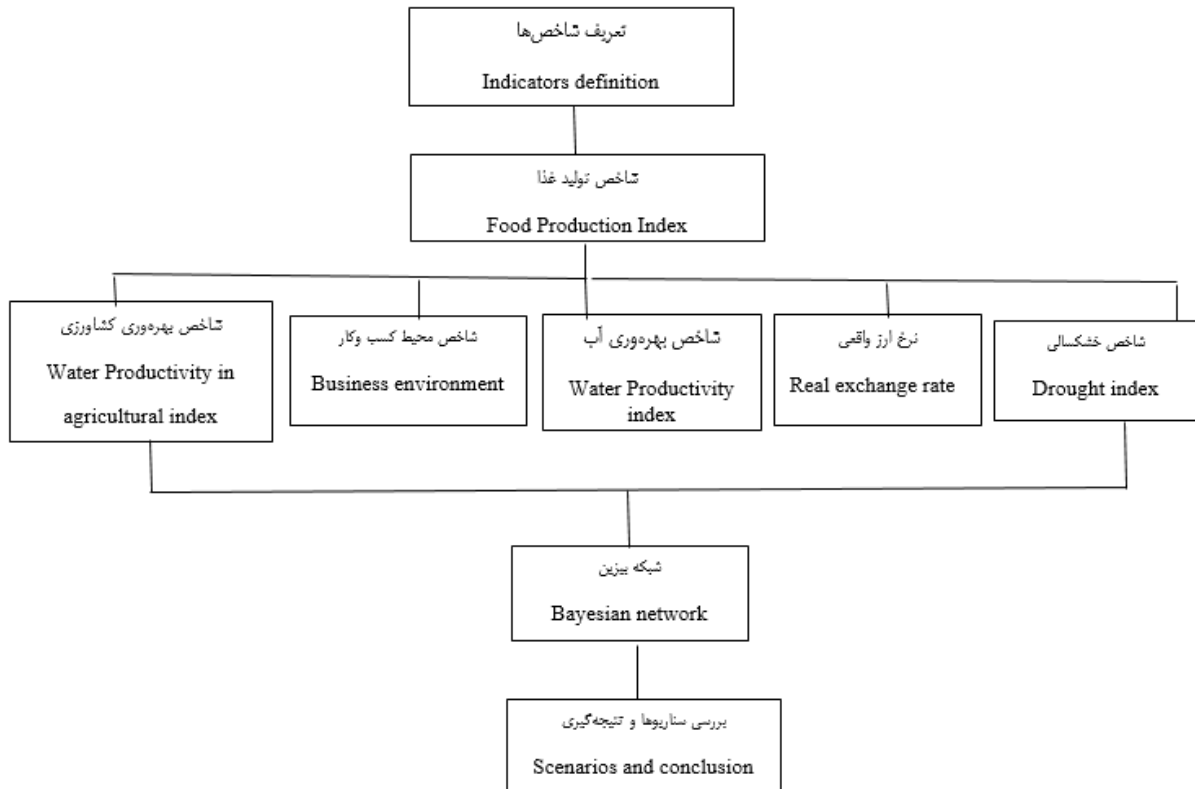 تعریف شاخص‌ها
Indicators definition
شاخص تولید غذا
Food Production Index
شاخص بهره‌وری کشاورزی
Water Productivity in
agricultural index
شاخص محیط کسب وکار
Business environment
شاخص بهره‌وری آب
Water Productivity
index
نرخ ارز واقعی
Real exchange rate
شاخص خشکسالی
Drought index
شبکه بیزین
Bayesian network
بررسی سناریوها و نتیجه‌گیری
Scenarios and conclusion